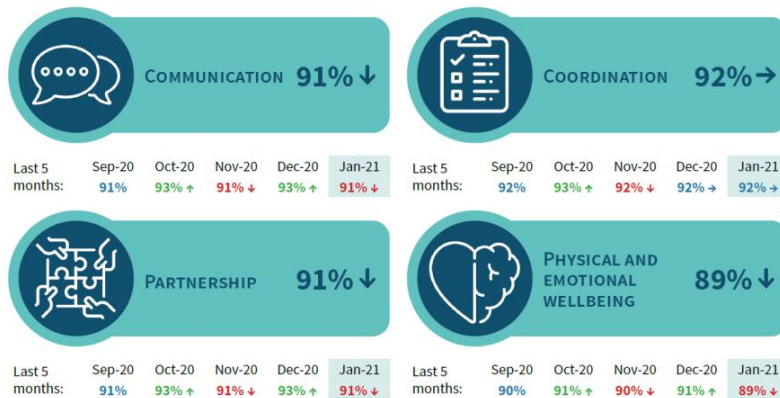 COMMUNICATION 91% ↓
Last 5 months: Sep-20 Oct-20 Nov-20 Dec-20 Jan-21
91% 93% ↑ 91% ↓ 93% ↑ 91% ↓
COORDINATION 92% →
Last 5 months: Sep-20 Oct-20 Nov-20 Dec-20 Jan-21
92% 93% ↑ 92% ↓ 92% → 92% →
PARTNERSHIP 91% ↓
Last 5 months: Sep-20 Oct-20 Nov-20 Dec-20 Jan-21
91% 93% ↑ 91% ↓ 93% ↑ 91% ↓
PHYSICAL AND
EMOTIONAL
WELLBEING
89% ↓
Last 5 months: Sep-20 Oct-20 Nov-20 Dec-20 Jan-21
90% 91% ↑ 90% ↓ 91% ↑ 89% ↓